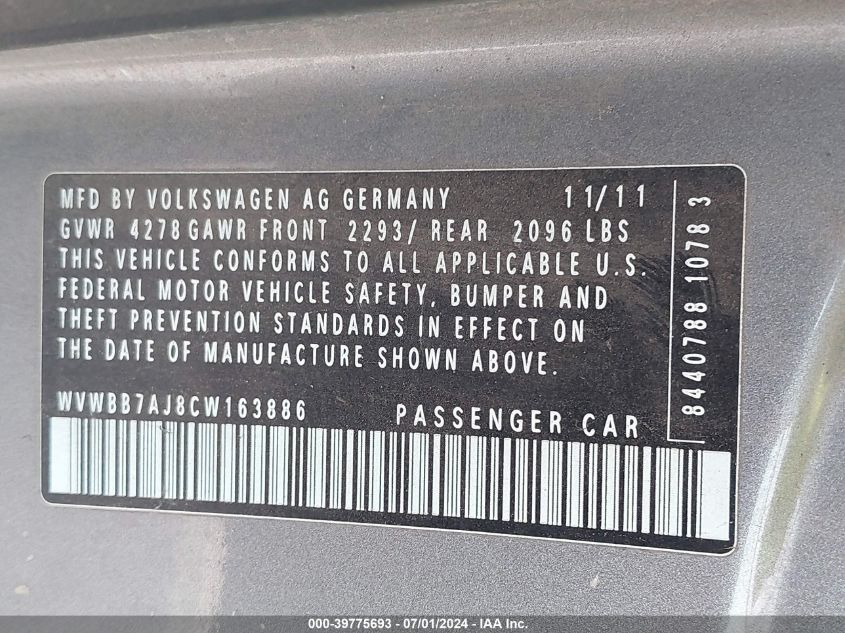 MFD BY VOLKSWAGEN AG GERMANY 11/11
GVWR 4278 GAWR FRONT 2293/ REAR 2096 LBS
THIS VEHICLE CONFORMS TO ALL APPLICABLE U.S.
FEDERAL MOTOR VEHICLE SAFETY, BUMPER AND
THEFT PREVENTION STANDARDS IN EFFECT ON
THE DATE OF MANUFACTURE SHOWN ABOVE.
WVWBB7AJ8CW163886 PASSENGER CAR
8440788 1078 3
000-39775693 - 07/01/2024 - IAA Inc.